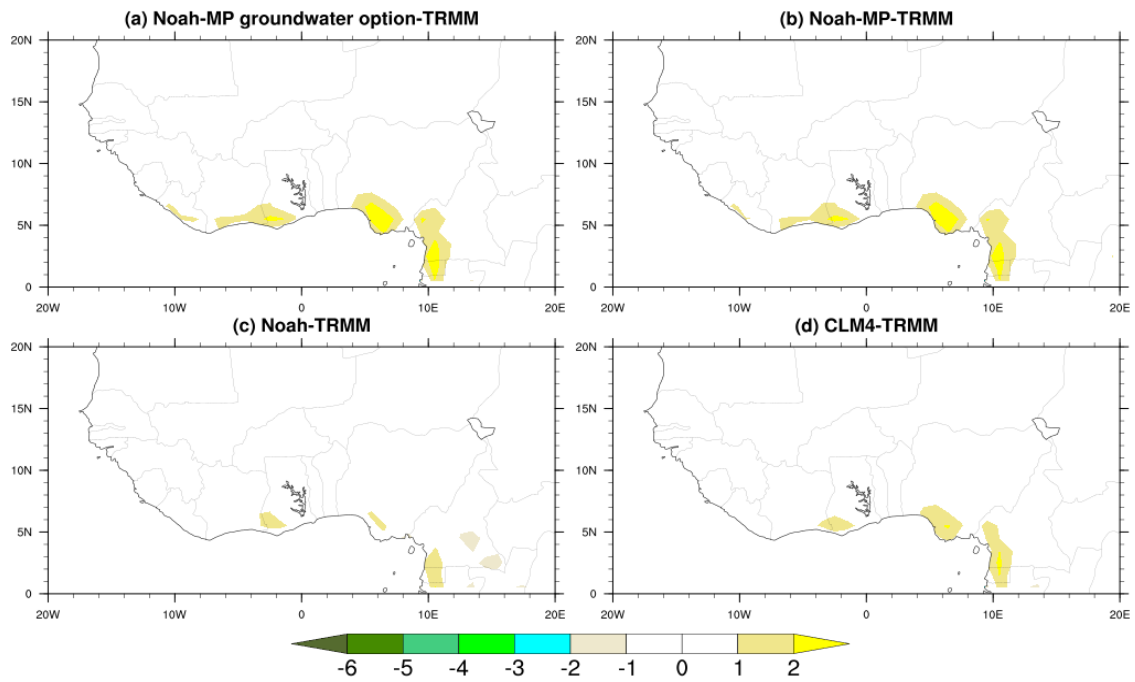 (a) Noah-MP groundwater option-TRMM
(b) Noah-MP-TRMM
20N 20N
15N 15N
10N 10N
5N 5N
0 0
20W 10W 0 10E 20E 20W 10W 0 10E 20E
(c) Noah-TRMM
(d) CLM4-TRMM
20N 20N
15N 15N
10N 10N
5N 5N
0 0
20W 10W 0 10E 20E 20W 10W 0 10E 20E
-6 -5 -4 -3 -2 -1 0 1 2